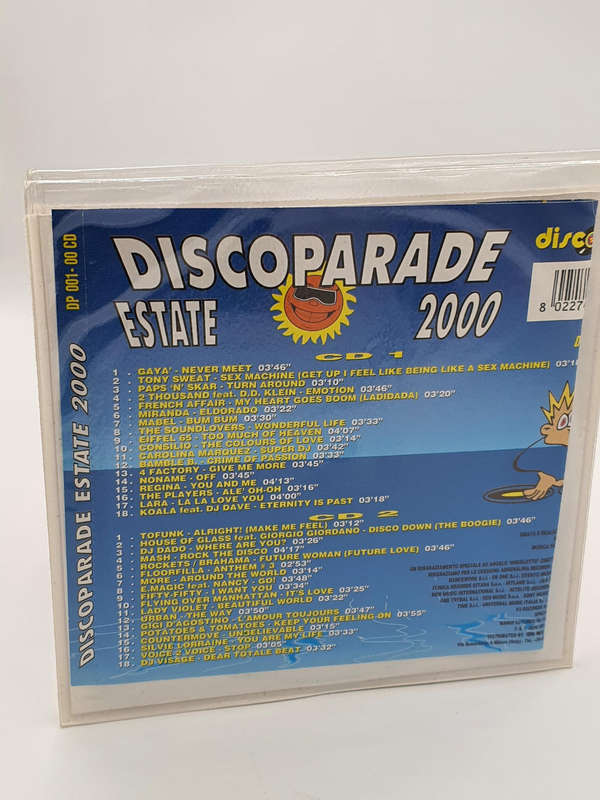 DISCOPARADE
ESTATE 2000
DP 001-00 CD
DISCOPARADE ESTATE 2000
8 0227
CD 1
1 - GAYA' - NEVER MEET 03'46"
2 - TONY SWEAT - SEX MACHINE (GET UP I FEEL LIKE BEING LIKE A SEX MACHINE)
3 - PAPS 'N' SKAR - TURN AROUND 03'10"
4 - 2 THOUSAND feat. D.D. KLEIN - EMOTION 03'46"
5 - FRENCH AFFAIR - MY HEART GOES BOOM (LADIDADA) 03'20"
6 - MIRANDA - ELDORADO 03'22"
7 - MABEL - BUM BUM 03'30"
8 - THE SOUNDLOVERS - WONDERFUL LIFE 03'33"
9 - EIFFEL 65 - TOO MUCH OF HEAVEN 04'07"
10 - CONSILIO - THE COLOURS OF LOVE 03'14"
11 - CAROLINA MARQUEZ - SUPER DJ 03'42"
12 - BAMBLE B. - CRIME OF PASSION 03'33"
13 - 4 FACTORY - GIVE ME MORE 03'45"
14 - NONAME - OFF 03'45"
15 - REGINA - YOU AND ME 04'13"
16 - THE PLAYERS - ALE' OH-OH 03'16"
17 - LARA - LA LA LOVE YOU 04'00"
18 - KOALA feat. DJ DAVE - ETERNITY IS PAST 03'18"
CD 2
1 - TOFUNK - ALRIGHT! (MAKE ME FEEL) 03'12"
2 - HOUSE OF GLASS feat. GIORGIO GIORDANO - DISCO DOWN (THE BOOGIE) 03'46"
3 - DJ DADO - WHERE ARE YOU? 03'26"
4 - MASH - ROCK THE DISCO 04'17"
5 - ROCKETS / BRAHAMA - FUTURE WOMAN (FUTURE LOVE) 03'46"
6 - FLOORFILLA - ANTHEM # 3 02'53"
7 - MORE - AROUND THE WORLD 03'14"
8 - E.MAGIC feat. NANCY - GO! 03'48"
9 - FIFTY-FIFTY - I WANT YOU 03'34"
10 - FLYING OVER MANHATTAN - IT'S LOVE 03'25"
11 - LADY VIOLET - BEAUTIFUL WORLD 03'22"
12 - URBAN - THE WAY 03'50"
13 - GIGI D'AGOSTINO - L'AMOUR TOUJOURS 03'47"
14 - POTATOES & TOMATOES - KEEP YOUR FEELING ON 03'55"
15 - COUNTERMOVE - UNBELIEVABLE 03'15"
16 - SILVIE LORRAINE - YOU ARE MY LIFE 03'33"
17 - VOICE 2 VOICE - STOP 03'05"
18 - DJ VISAGE - DEAR TOTALE BEAT 03'32"